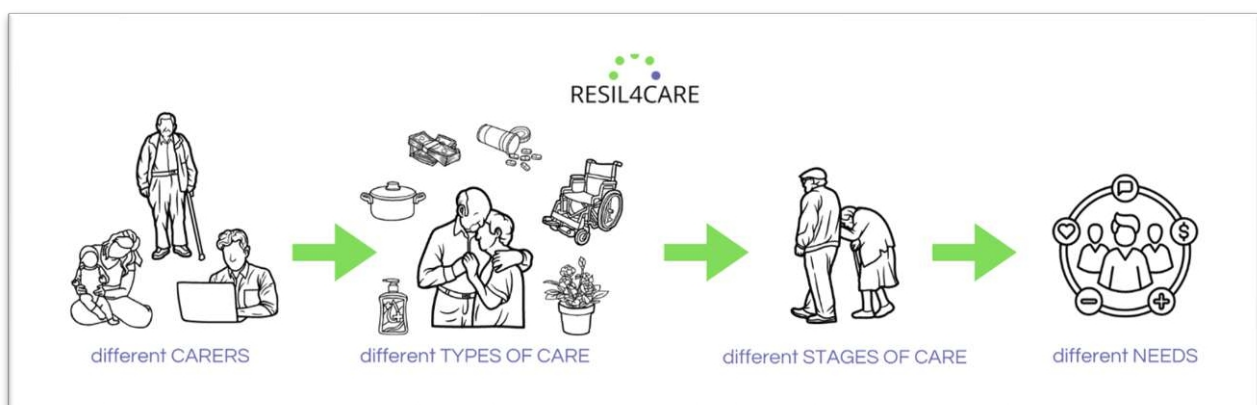 RESIL4CARE
different CARERS
different TYPES OF CARE
different STAGES OF CARE
different NEEDS